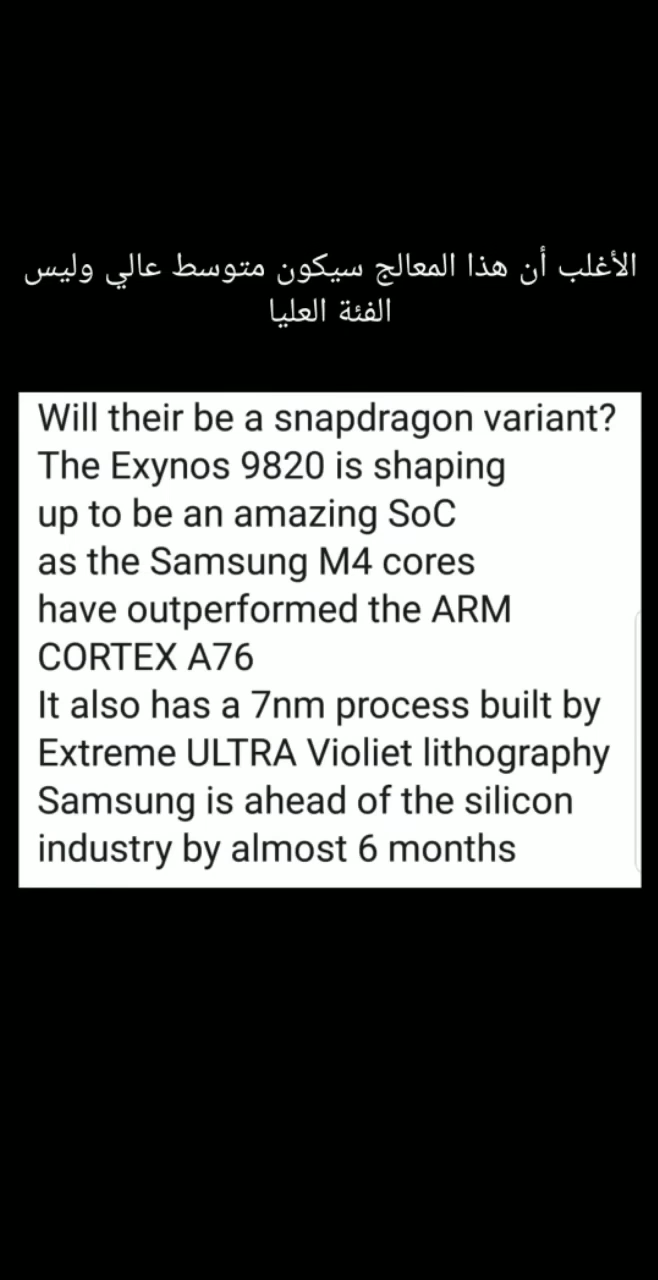 الأغلب أن هذا المعالج سيكون متوسط عالي وليس
الفئة العليا
Will their be a snapdragon variant?
The Exynos 9820 is shaping
up to be an amazing SoC
as the Samsung M4 cores
have outperformed the ARM
CORTEX A76
It also has a 7nm process built by
Extreme ULTRA Violiet lithography
Samsung is ahead of the silicon
industry by almost 6 months